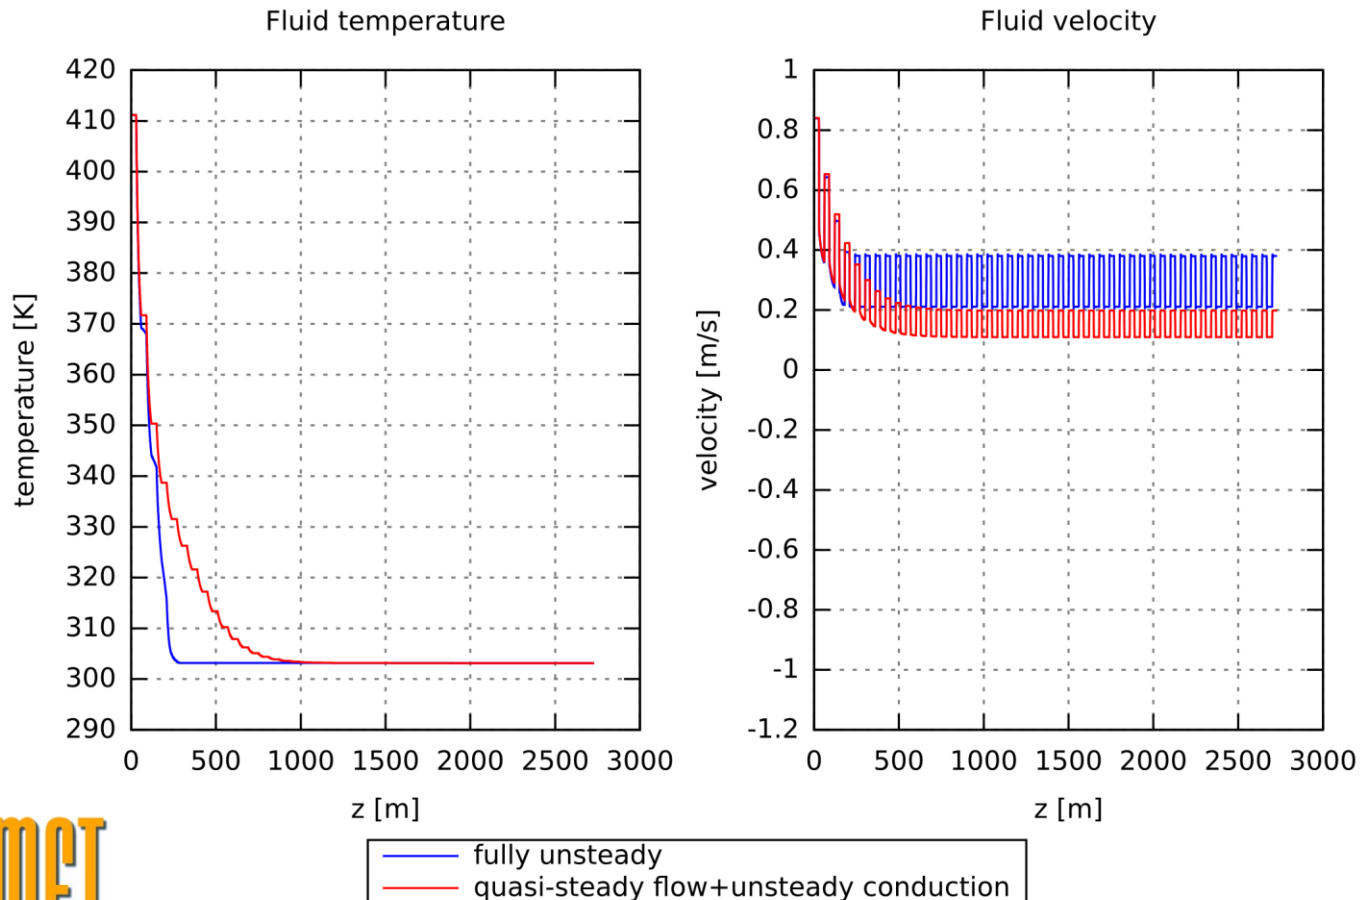 Fluid temperature
Fluid velocity
420
410
400
390
380
370
360
350
340
330
320
310
300
290
temperature [K]
0 500 1000 1500 2000 2500 3000
z [m]
1
0.8
0.6
0.4
0.2
0
-0.2
-0.4
-0.6
-0.8
-1
-1.2
velocity [m/s]
0 500 1000 1500 2000 2500 3000
z [m]
fully unsteady
quasi-steady flow+unsteady conduction